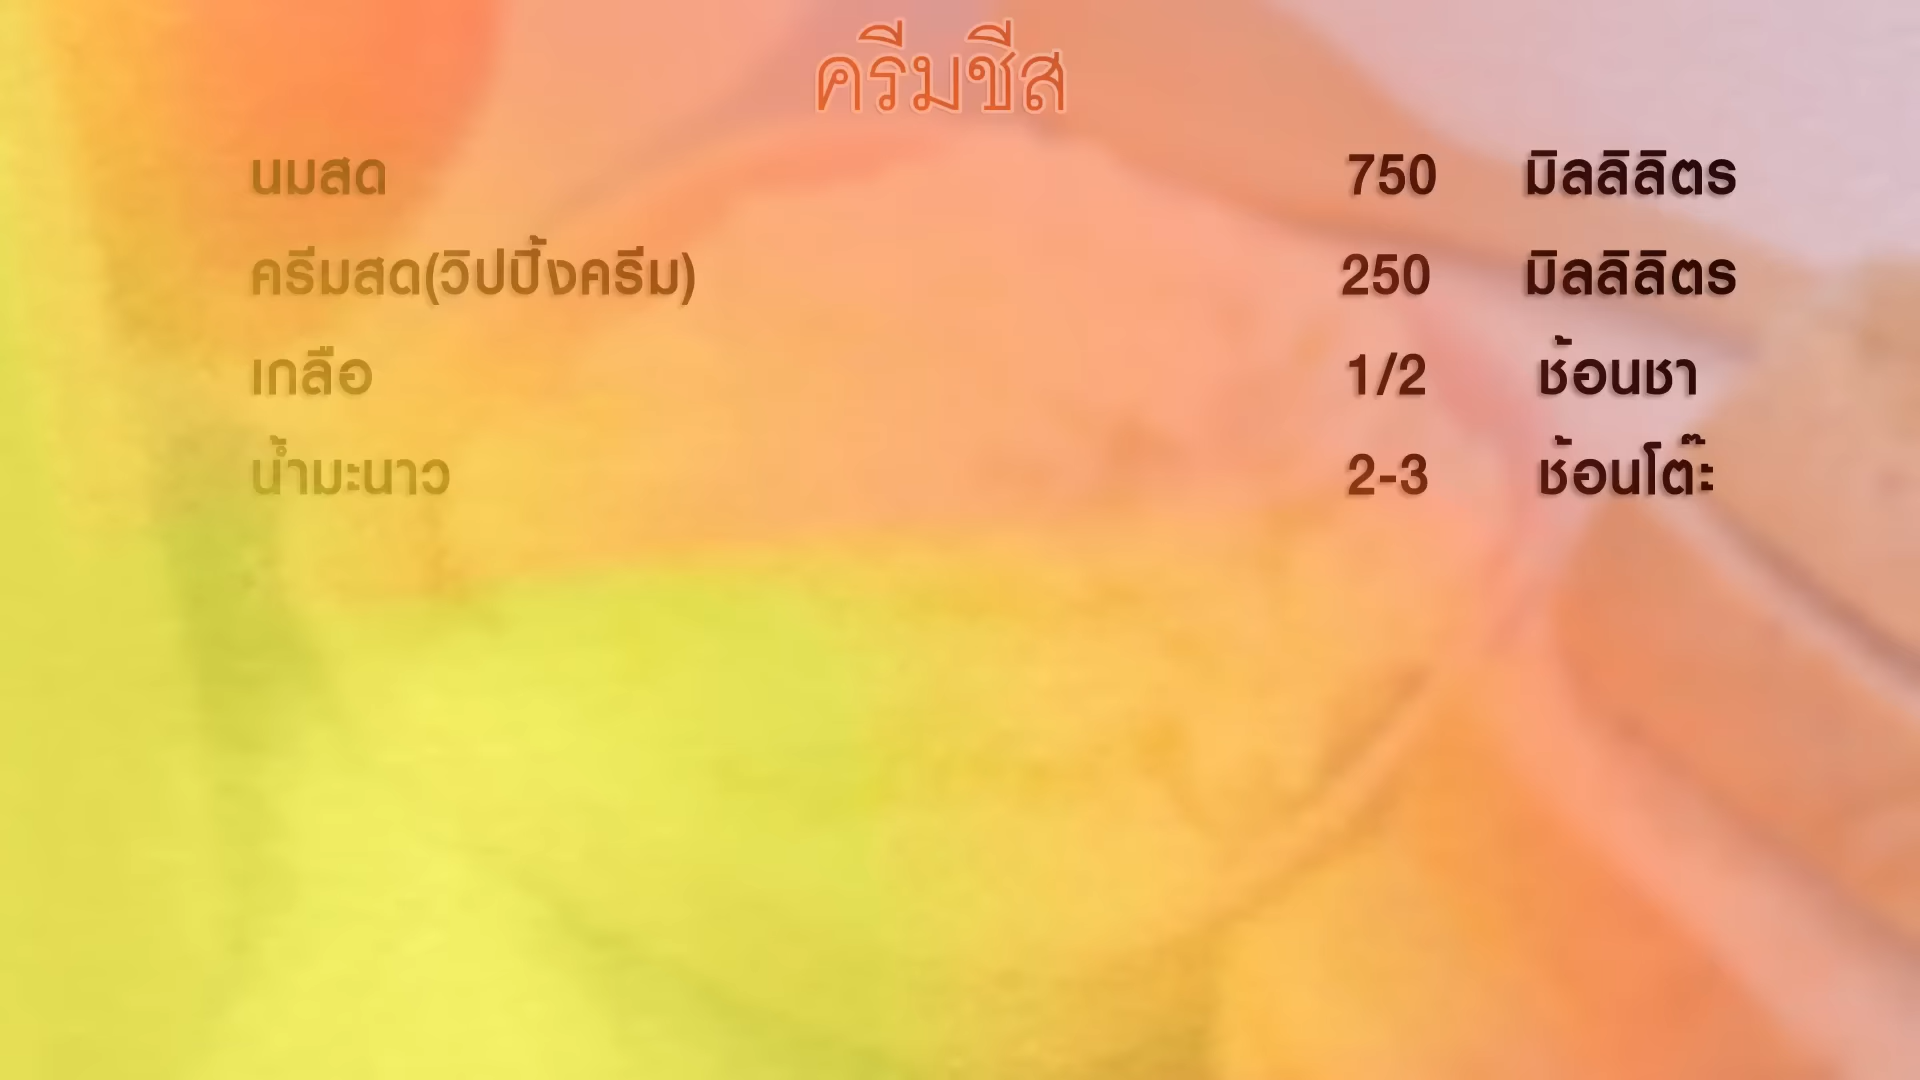 ครีมชีส
นมสด 750 มิลลิลิตร
ครีมสด(วิปปิ้งครีม) 250 มิลลิลิตร
เกลือ 1/2 ช้อนชา
น้ำมะนาว 2-3 ช้อนโต๊ะ